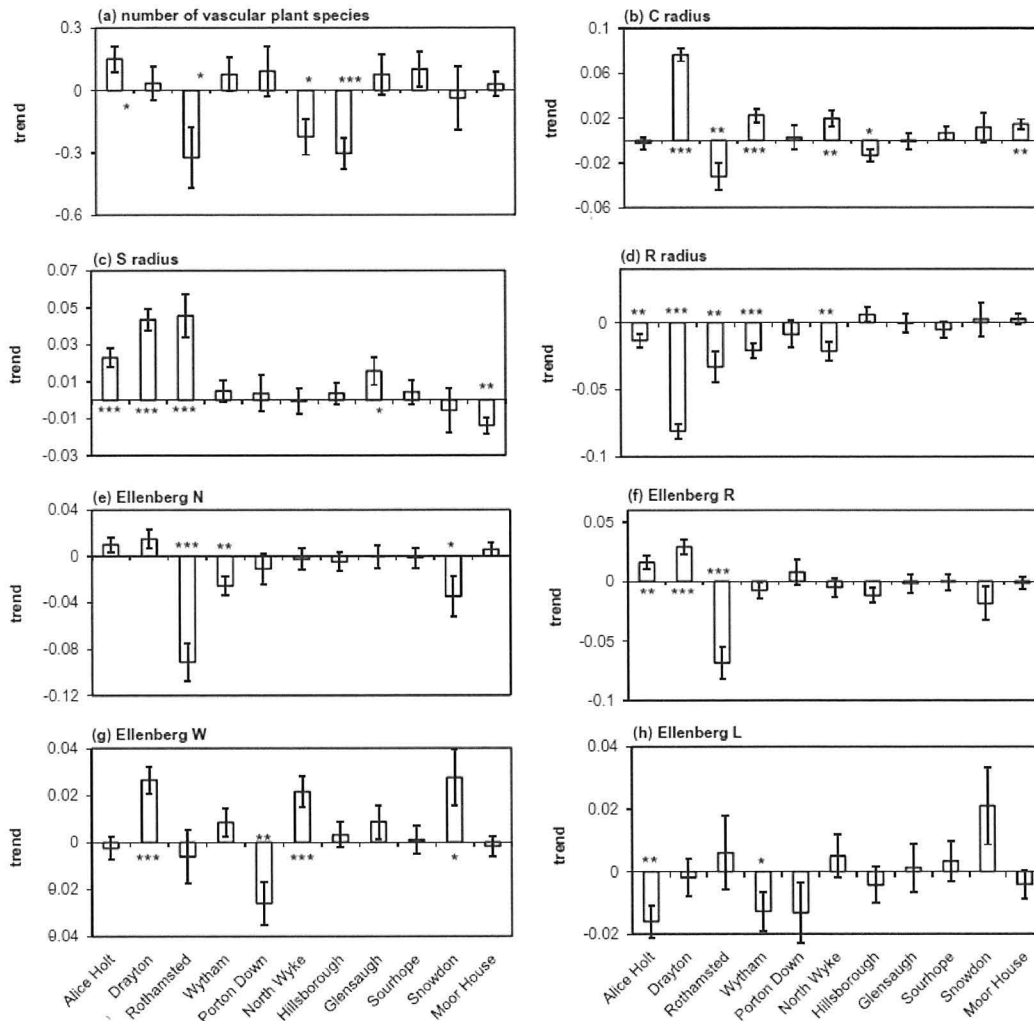 (a) number of vascular plant species
0.3
0
-0.3
-0.6
trend
* * * ***
(b) C radius
0.1
0.06
0.02
-0.02
-0.06
trend
*** ** *** ** * **
(c) S radius
0.07
0.05
0.03
0.01
-0.01
-0.03
trend
*** *** *** * **
(d) R radius
0
-0.05
-0.1
trend
** *** ** *** **
(e) Ellenberg N
0.04
0
-0.04
-0.08
-0.12
trend
*** ** *
(f) Ellenberg R
0.05
0
-0.05
-0.1
trend
** *** ***
(g) Ellenberg W
0.04
0.02
0
0.02
0.04
trend
*** ** *** *
Alice Holt
Drayton
Rothamsted
Wytham
Porton Down
North Wyke
Hillsborough
Glensaugh
Sourhope
Snowdon
Moor House
(h) Ellenberg L
0.04
0.02
0
-0.02
trend
** *
Alice Holt
Drayton
Rothamsted
Wytham
Porton Down
North Wyke
Hillsborough
Glensaugh
Sourhope
Snowdon
Moor House